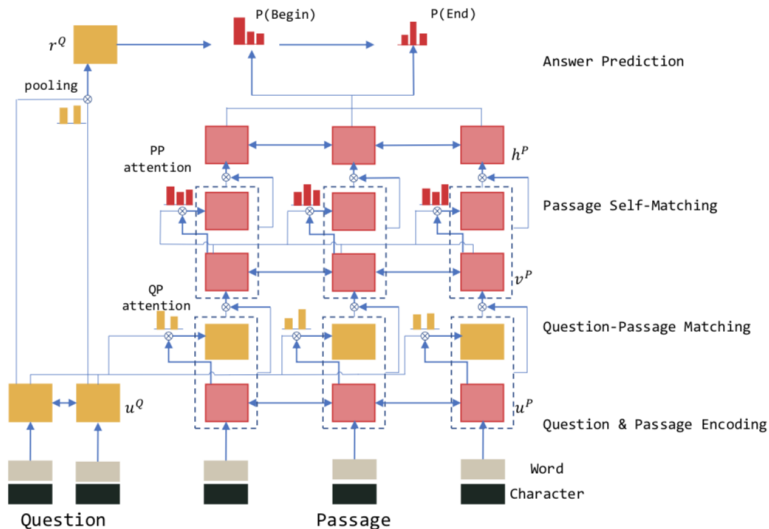 P(Begin)
P(End)
r^Q
Answer Prediction
pooling
PP
attention
h^P
Passage Self-Matching
v^P
QP
attention
Question-Passage Matching
u^Q
u^P
Question & Passage Encoding
Word
Character
Question
Passage